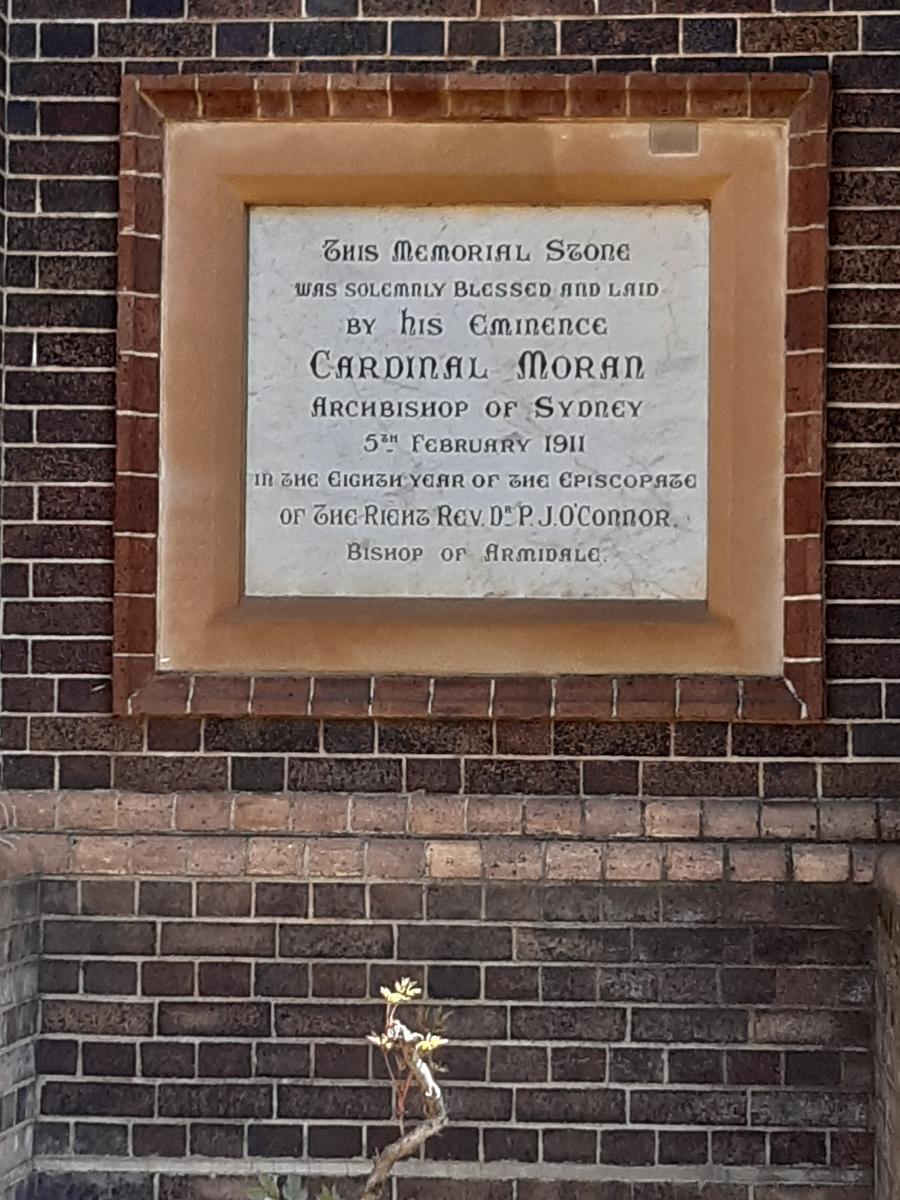 This Memorial Stone
was solemnly Blessed and laid
by his Eminence
Cardinal Moran
Archbishop of Sydney
5TH February 1911
in the Eighth year of the Episcopate
of The Right Rev. DR P. J. O'Connor.
Bishop of Armidale.